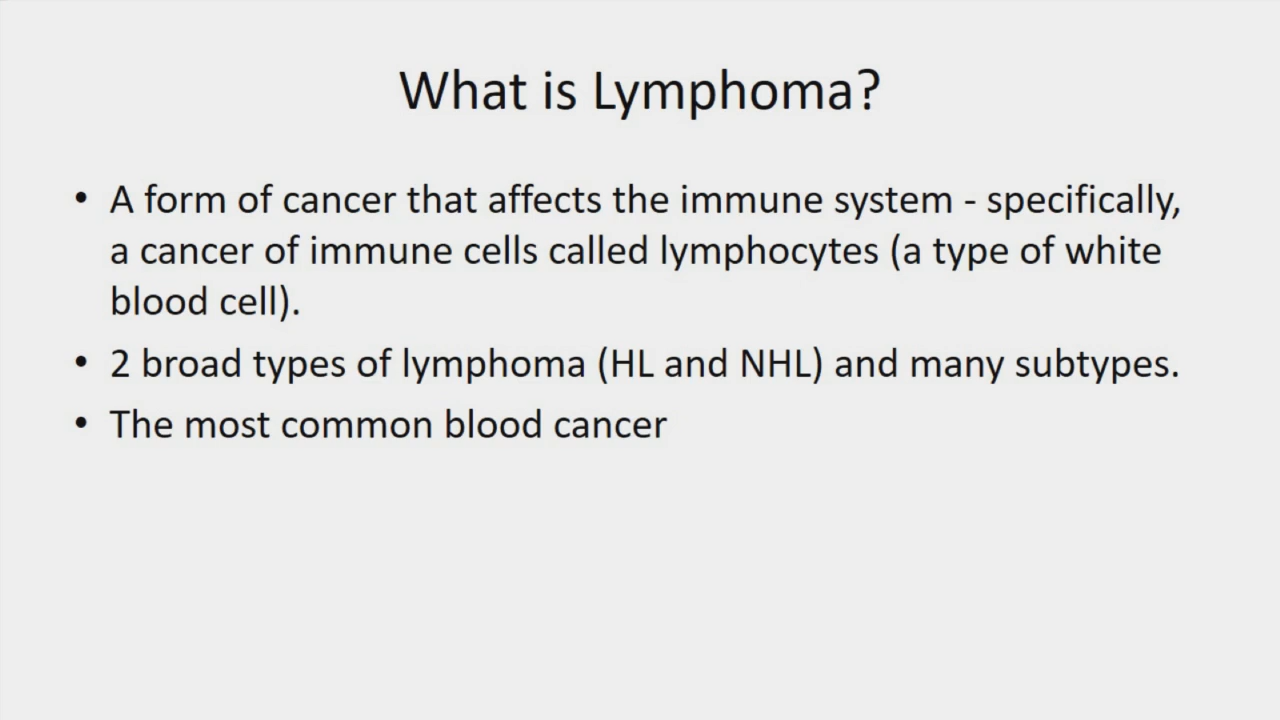 What is Lymphoma?
• A form of cancer that affects the immune system - specifically,
a cancer of immune cells called lymphocytes (a type of white
blood cell).
• 2 broad types of lymphoma (HL and NHL) and many subtypes.
• The most common blood cancer